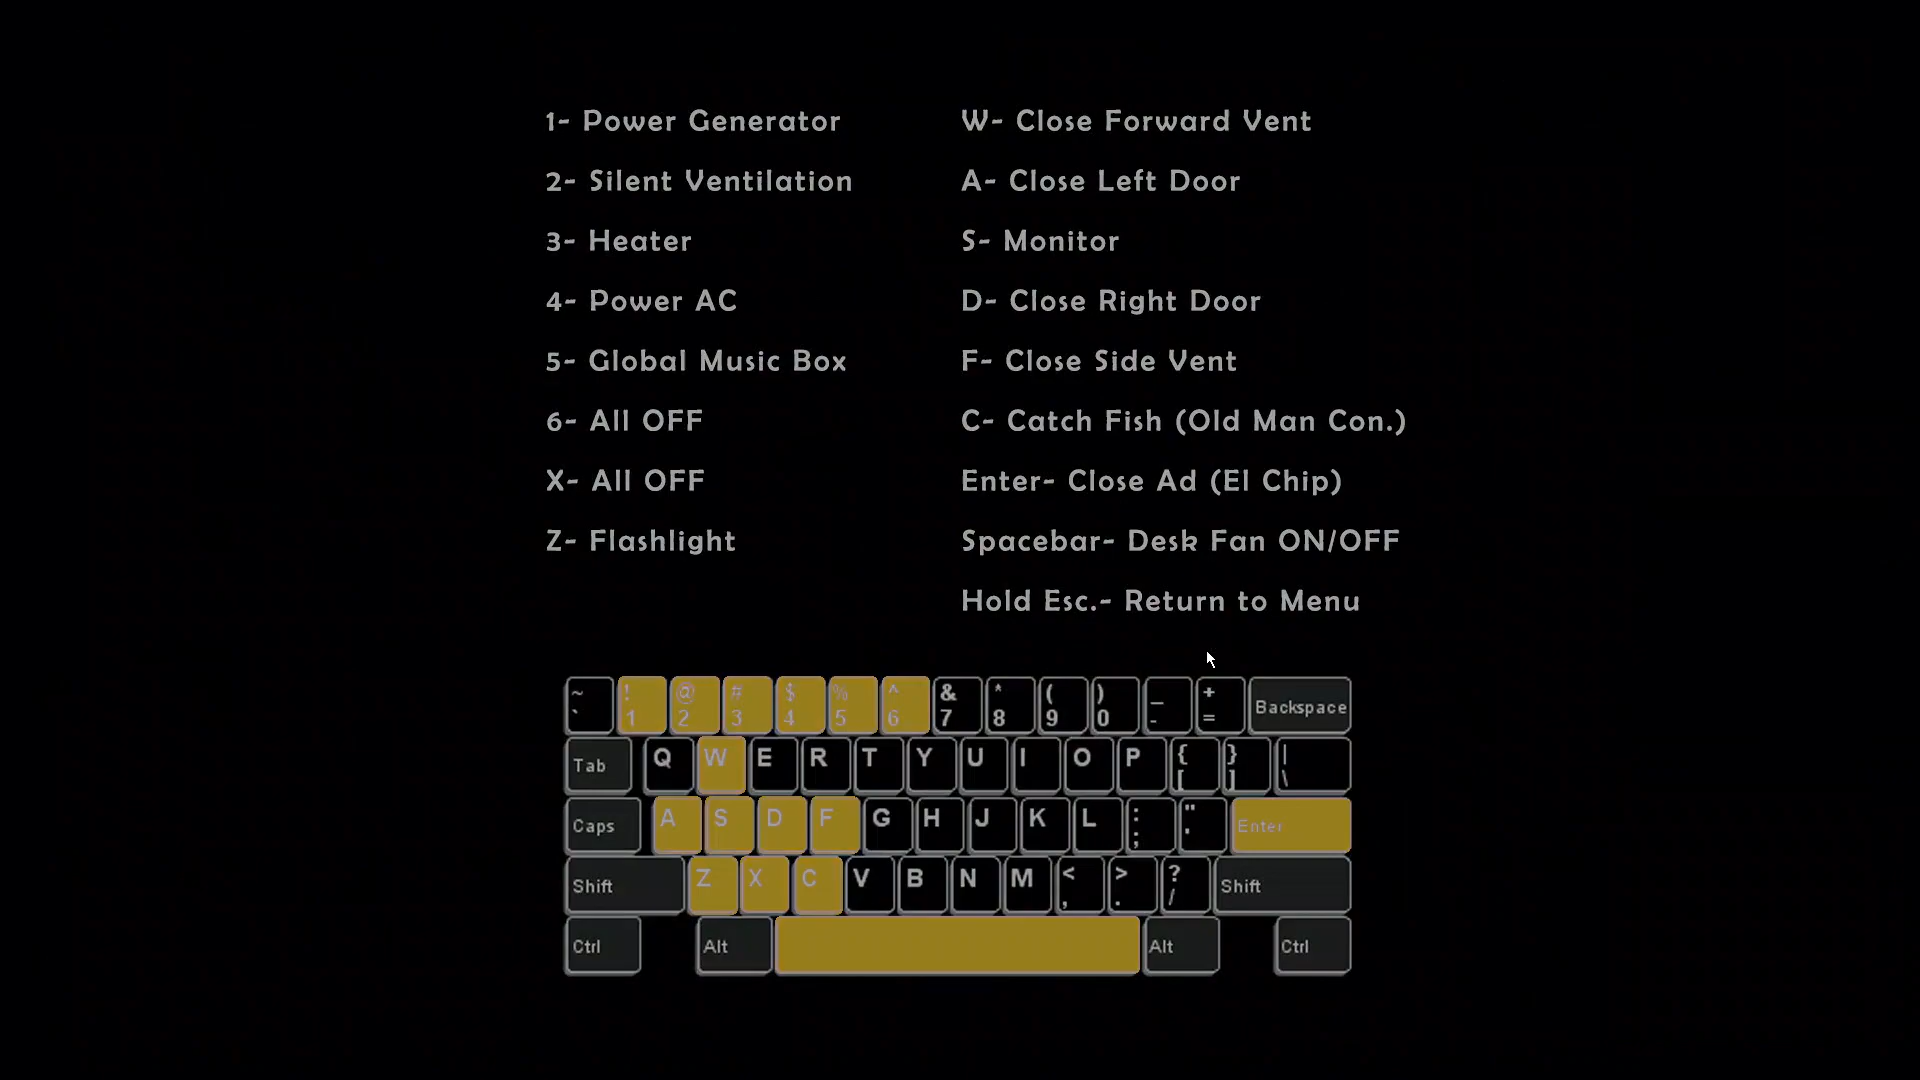 1- Power Generator
2- Silent Ventilation
3- Heater
4- Power AC
5- Global Music Box
6- All OFF
X- All OFF
Z- Flashlight
W- Close Forward Vent
A- Close Left Door
S- Monitor
D- Close Right Door
F- Close Side Vent
C- Catch Fish (Old Man Con.)
Enter- Close Ad (El Chip)
Spacebar- Desk Fan ON/OFF
Hold Esc.- Return to Menu
~ ! @ # $ % ^ & * ( ) _ +
` 1 2 3 4 5 6 7 8 9 0 - = Backspace
Tab Q W E R T Y U I O P { } |
[ ] \
Caps A S D F G H J K L : " Enter
; '
Shift Z X C V B N M < > ? Shift
, . /
Ctrl Alt Alt Ctrl